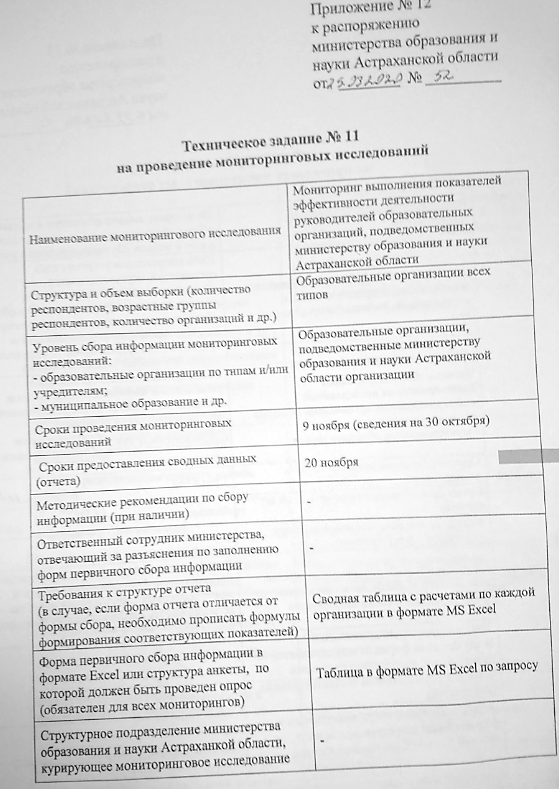 Приложение № 12
к распоряжению
министерства образования и
науки Астраханской области
от 25.03.2020 № 52
Техническое задание № 11
на проведение мониторинговых исследований
Наименование мониторингового исследования
Мониторинг выполнения показателей
эффективности деятельности
руководителей образовательных
организаций, подведомственных
министерству образования и науки
Астраханской области
Структура и объем выборки (количество
респондентов, возрастные группы
респондентов, количество организаций и др.)
Образовательные организации всех
типов
Уровень сбора информации мониторинговых
исследований:
- образовательные организации по типам и/или
учредителям;
- муниципальное образование и др.
Образовательные организации,
подведомственные министерству
образования и науки Астраханской
области организации
Сроки проведения мониторинговых
исследований
9 ноября (сведения на 30 октября)
Сроки предоставления сводных данных
(отчета)
20 ноября
Методические рекомендации по сбору
информации (при наличии)
-
Ответственный сотрудник министерства,
отвечающий за разъяснения по заполнению
форм первичного сбора информации
-
Требования к структуре отчета
(в случае, если форма отчета отличается от
формы сбора, необходимо прописать формулы
формирования соответствующих показателей)
Сводная таблица с расчетами по каждой
организации в формате MS Excel
Форма первичного сбора информации в
формате Excel или структура анкеты, по
которой должен быть проведен опрос
(обязателен для всех мониторингов)
Таблица в формате MS Excel по запросу
Структурное подразделение министерства
образования и науки Астраханкой области,
курирующее мониторинговое исследование
-